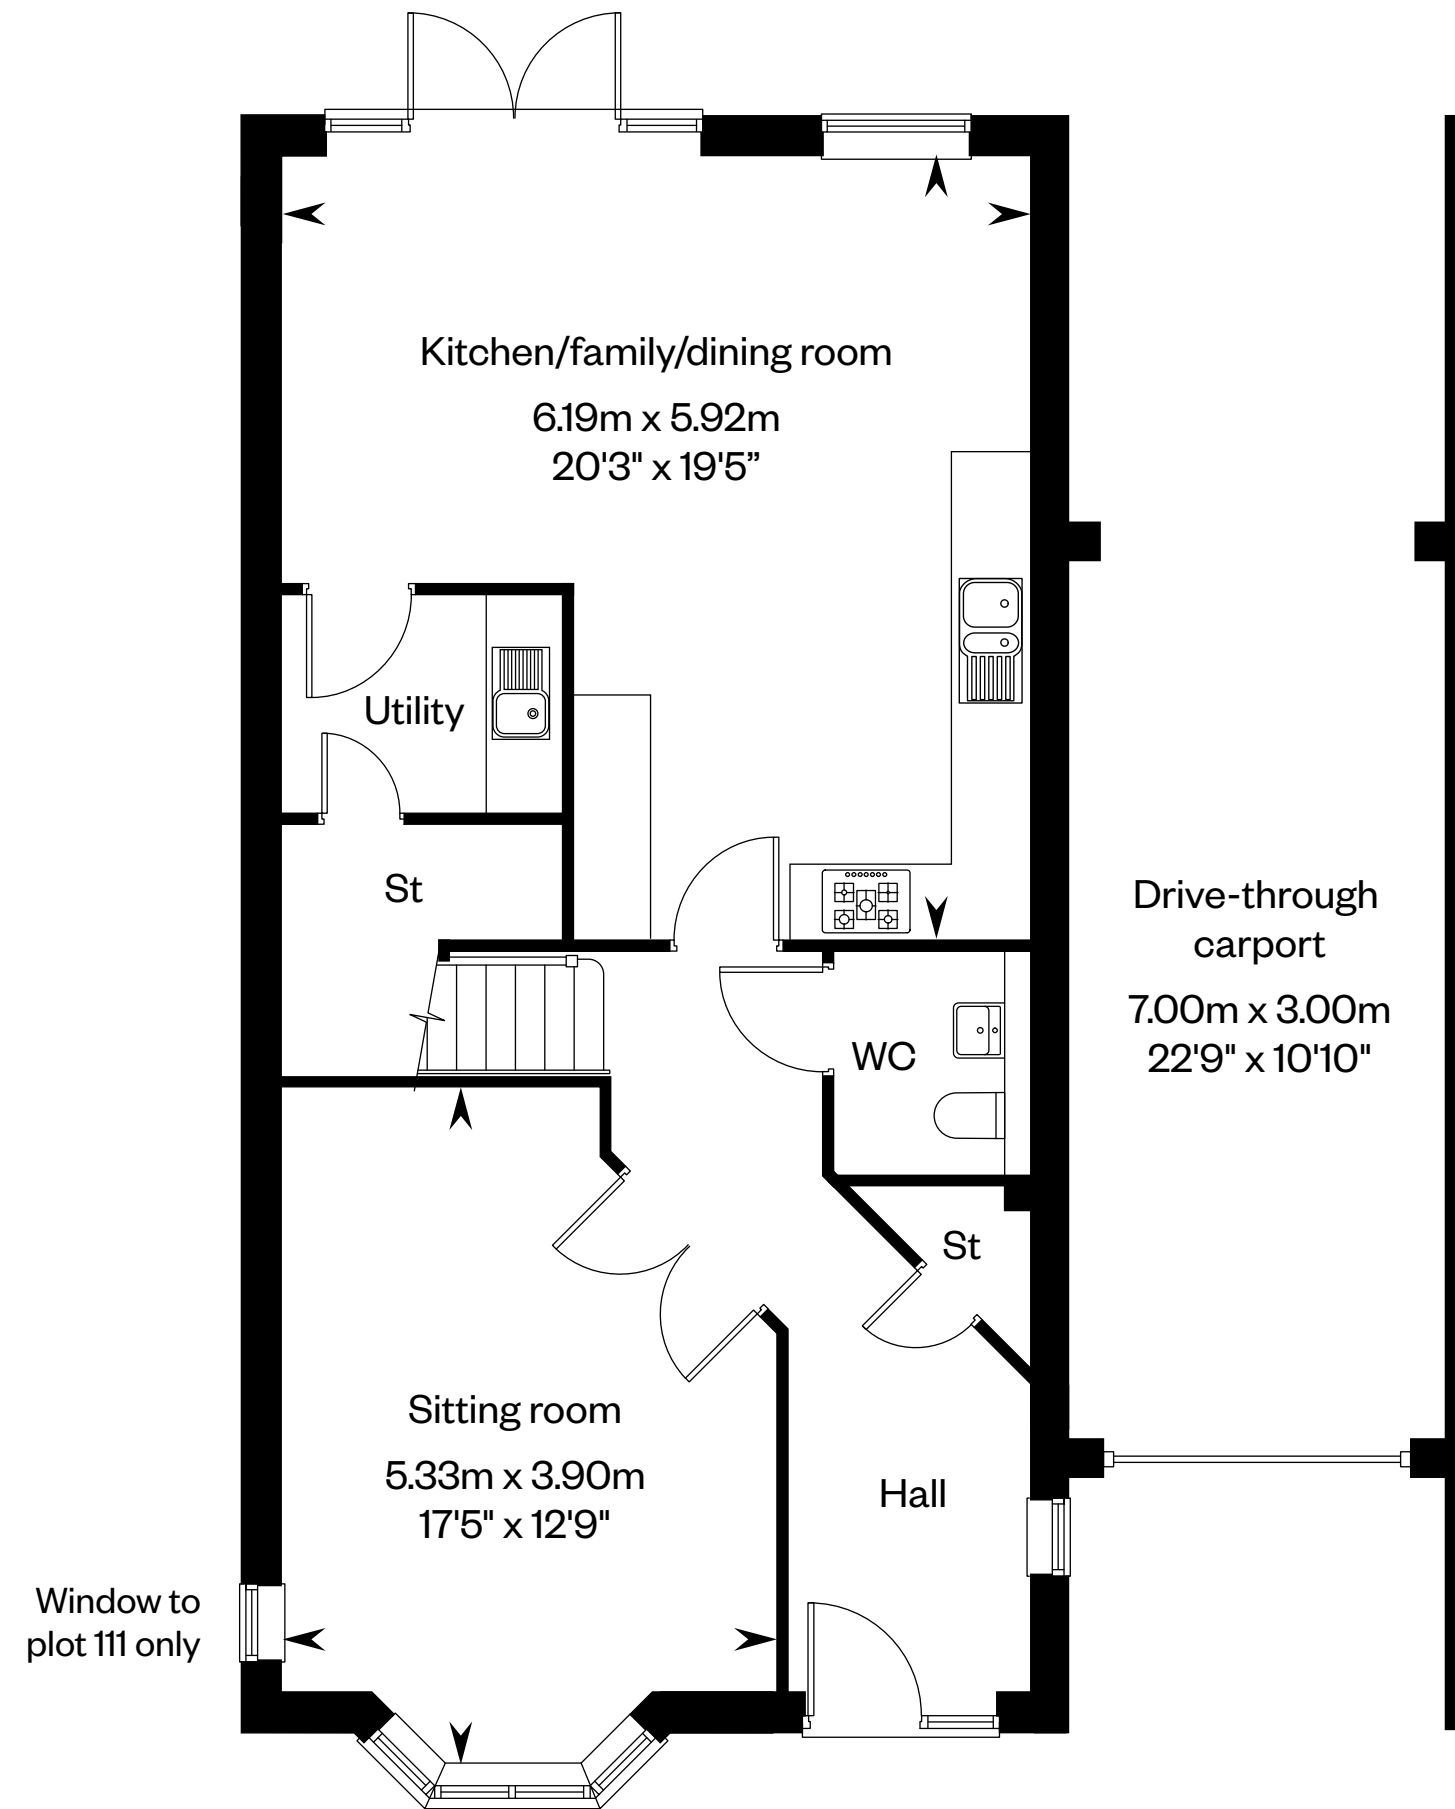 Kitchen/family/dining room
6.19m x 5.92m
20'3" x 19'5”
Utility
St
Drive-through
carport
7.00m x 3.00m
22'9" x 10'10"
WC
St
Sitting room
5.33m x 3.90m
17'5" x 12'9"
Hall
Window to
plot 111 only